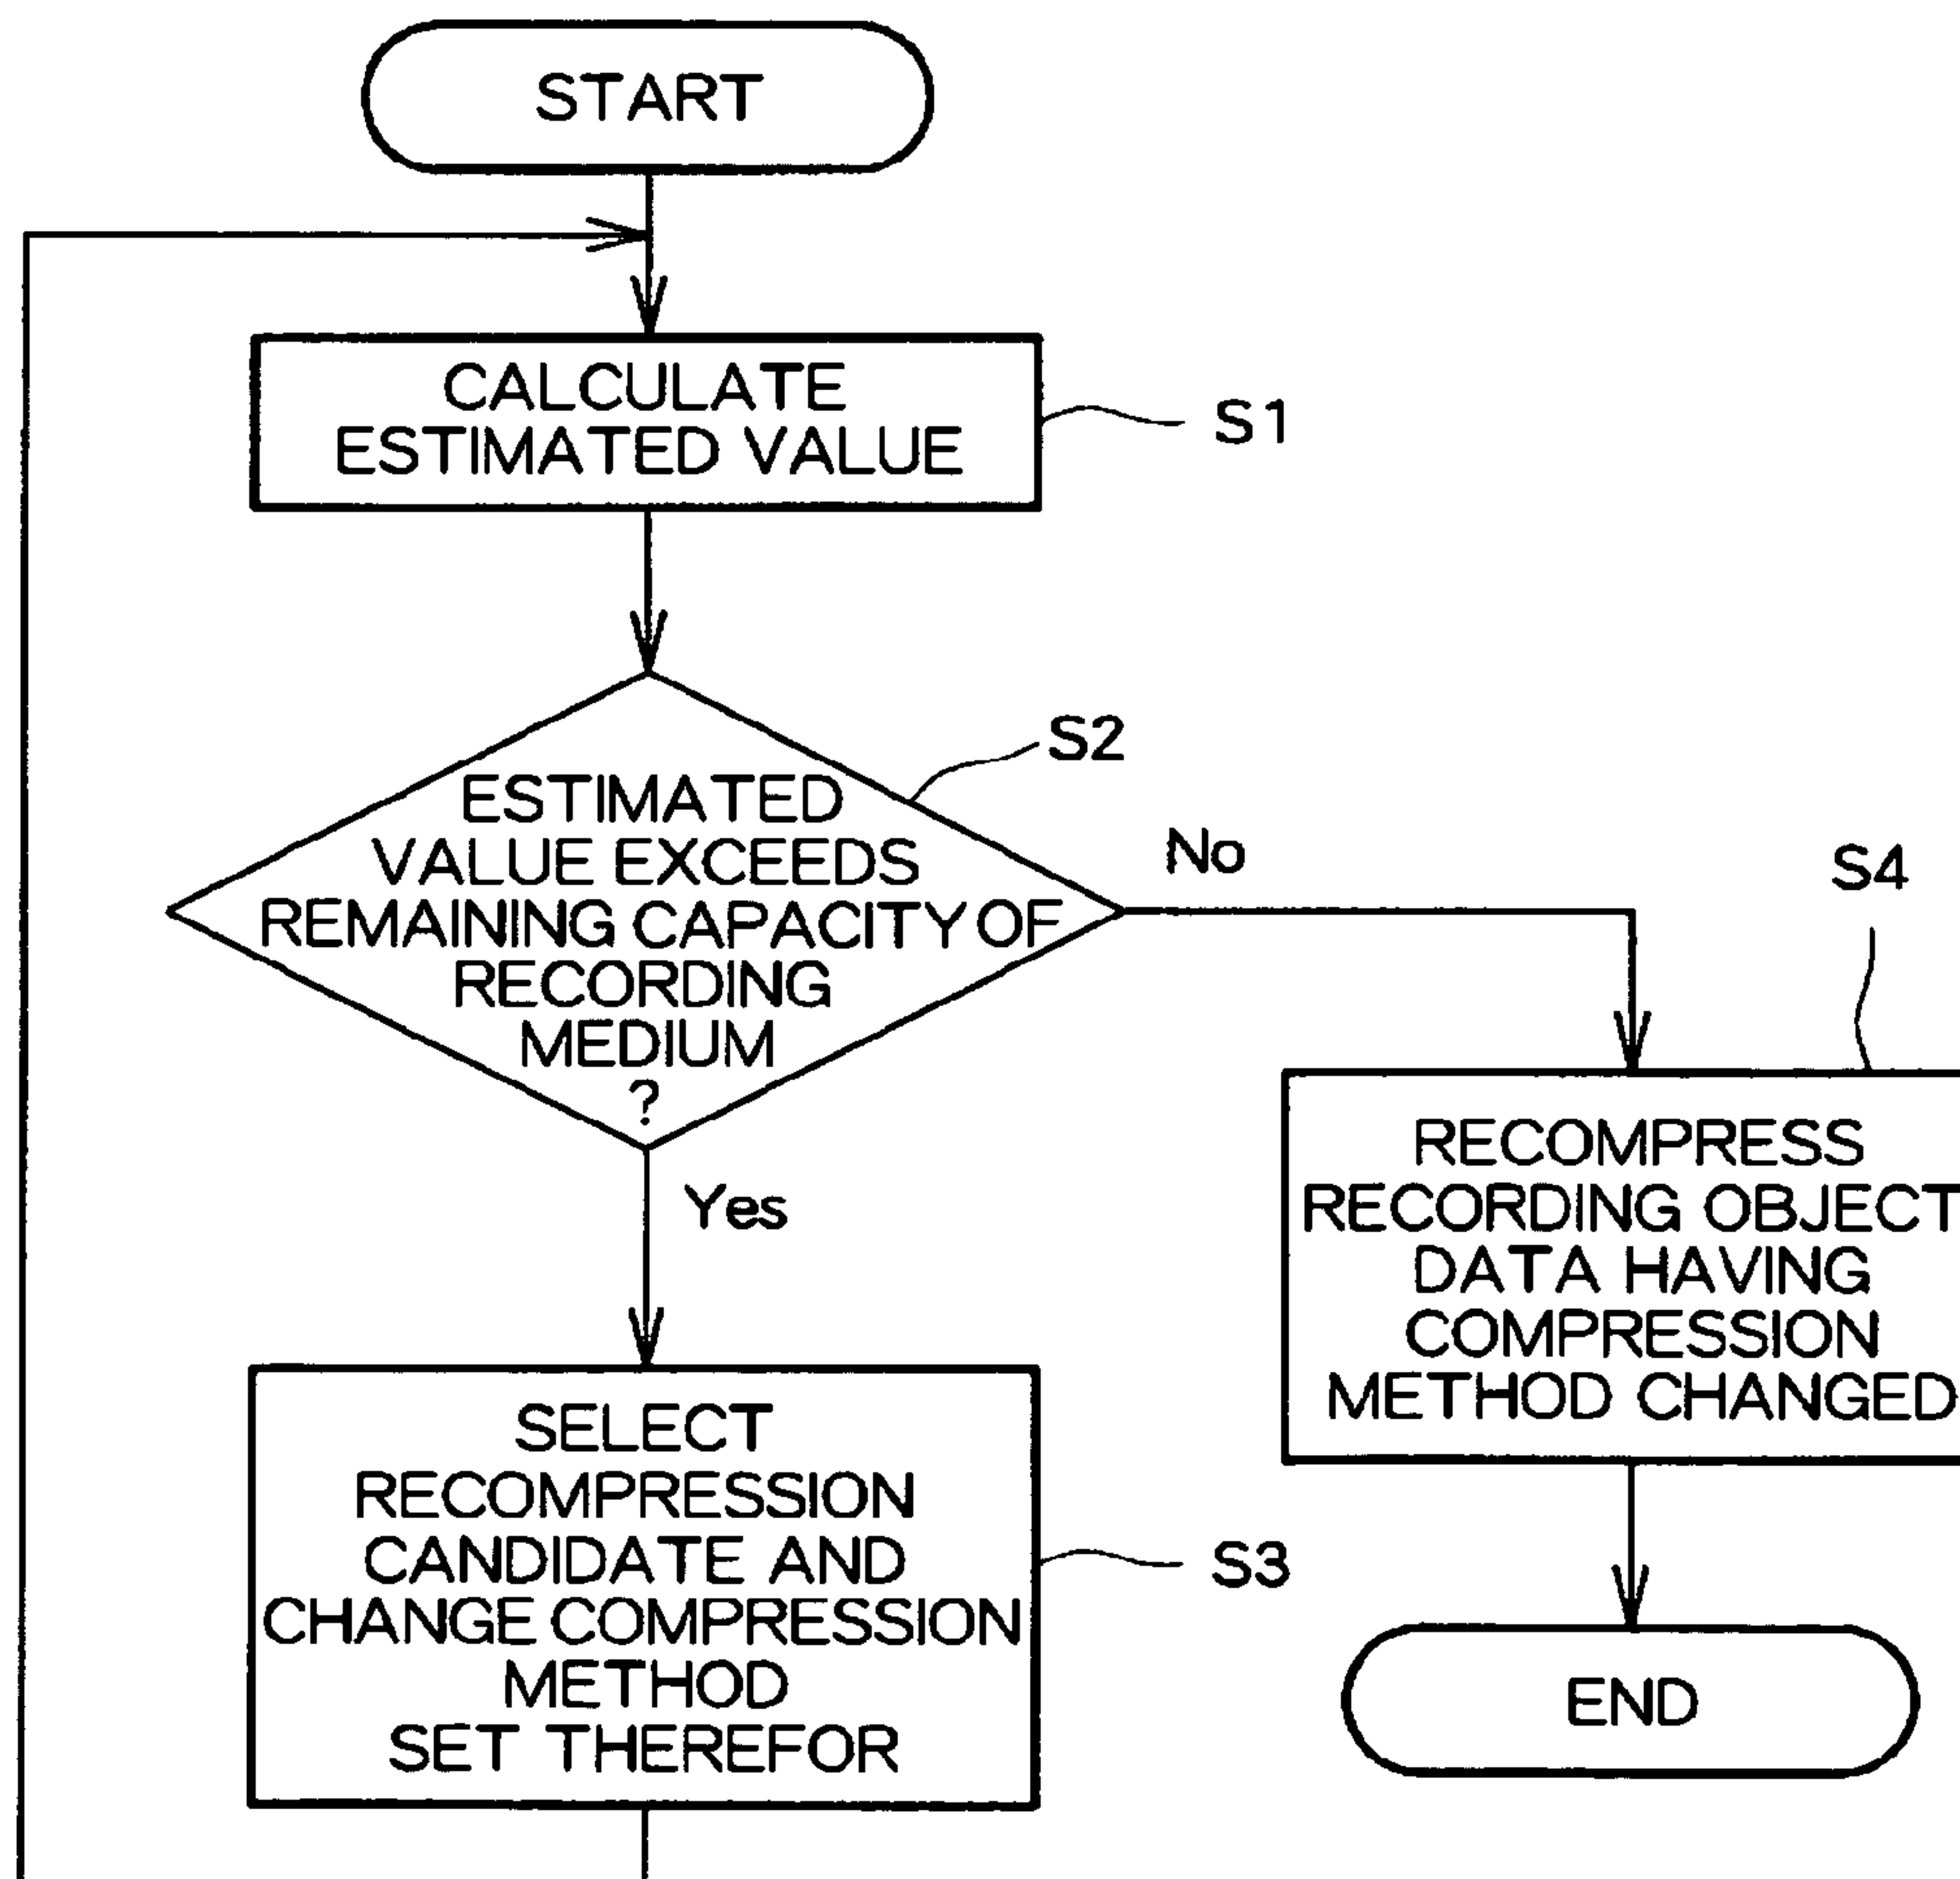 START
CALCULATE
ESTIMATED VALUE
S1
S2
ESTIMATED
VALUE EXCEEDS
REMAINING CAPACITY OF
RECORDING
MEDIUM
?
No
Yes
S4
RECOMPRESS
RECORDING OBJECT
DATA HAVING
COMPRESSION
METHOD CHANGED
SELECT
RECOMPRESSION
CANDIDATE AND
CHANGE COMPRESSION
METHOD
SET THEREFOR
S3
END